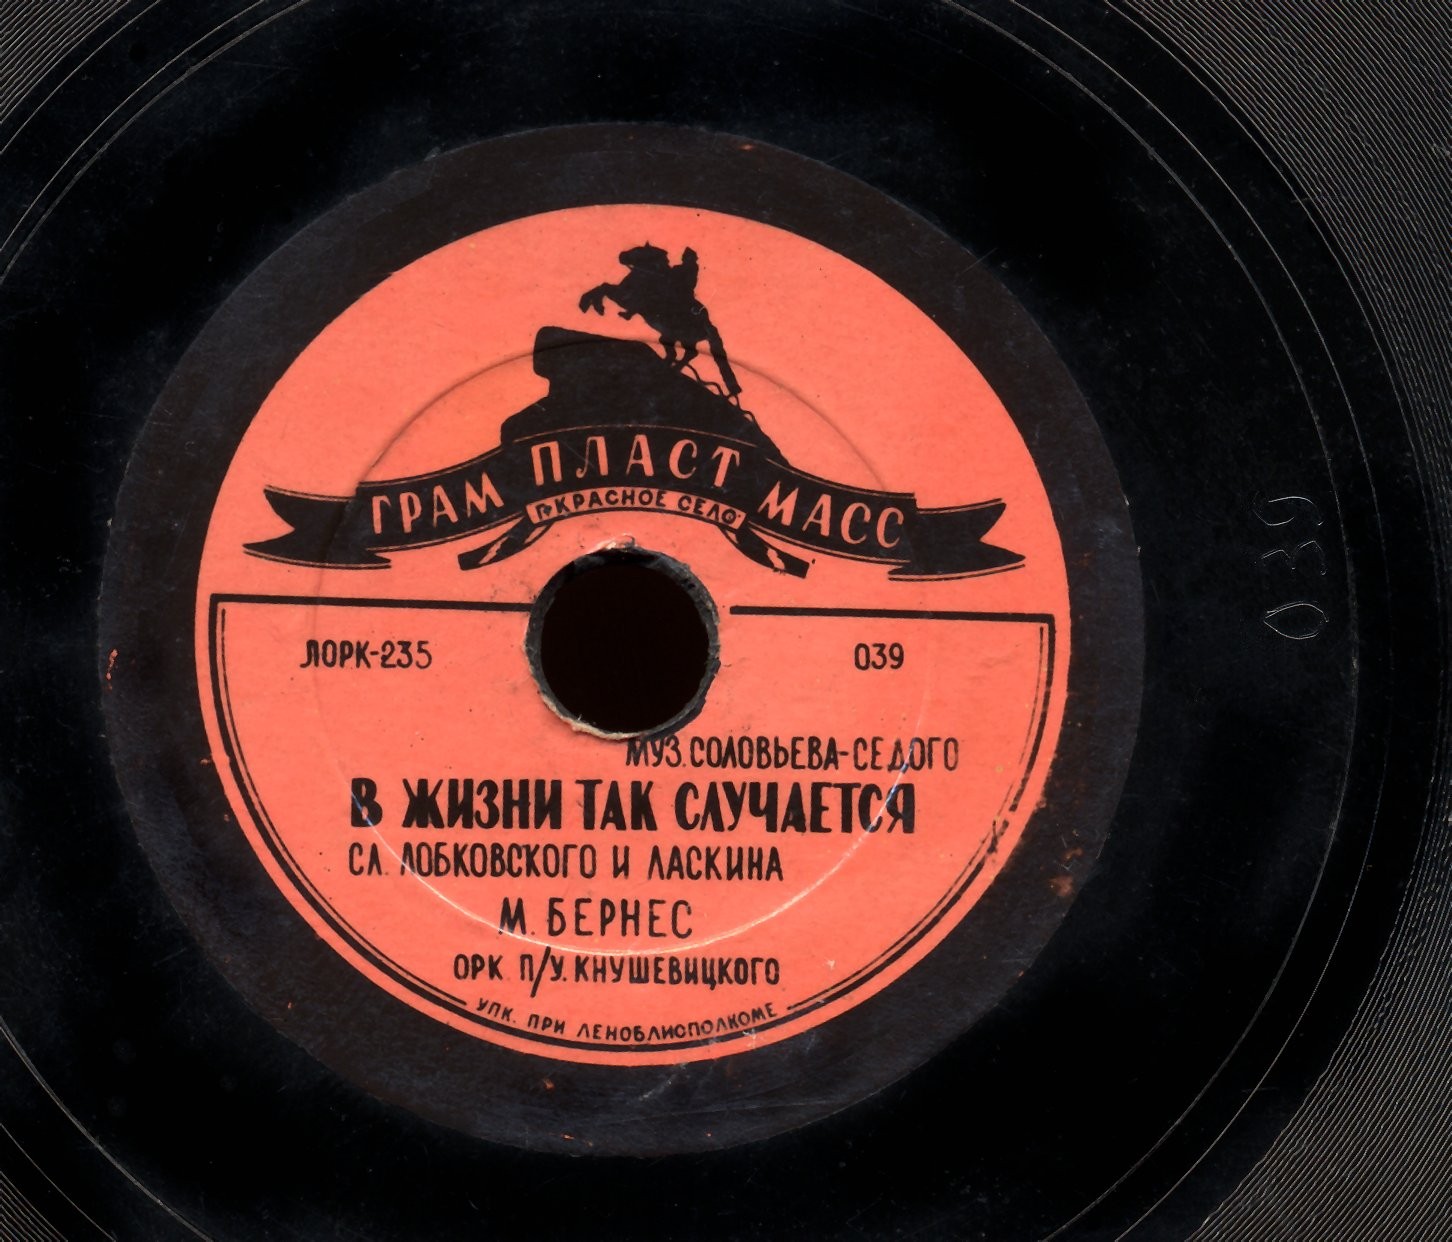 ГРАМ ПЛАСТ МАСС
Г. КРАСНОЕ СЕЛО
ЛОРК-235
039
МУЗ. СОЛОВЬЕВА-СЕДОГО
В ЖИЗНИ ТАК СЛУЧАЕТСЯ
СЛ. ЛОБКОВСКОГО И ЛАСКИНА
М. БЕРНЕС
ОРК. П/У. КНУШЕВИЦКОГО
УПК. ПРИ ЛЕНОБЛИСПОЛКОМЕ
039